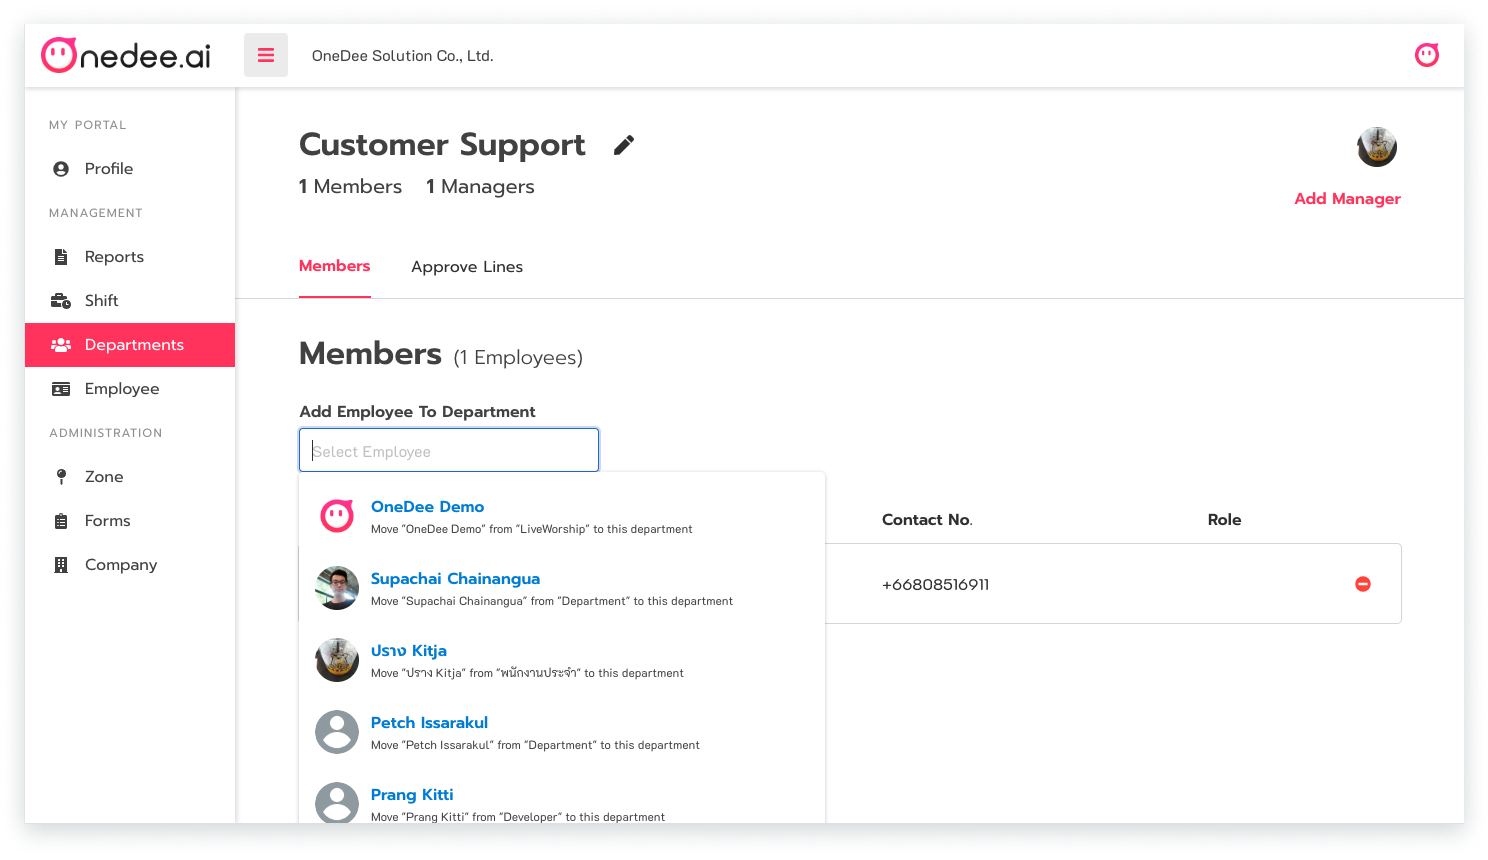 Onedee.ai
OneDee Solution Co., Ltd.
MY PORTAL
Profile
MANAGEMENT
Reports
Shift
Departments
Employee
ADMINISTRATION
Zone
Forms
Company
Customer Support
1 Members 1 Managers
Add Manager
Members Approve Lines
Members (1 Employees)
Add Employee To Department
Select Employee
Contact No. Role
+66808516911
OneDee Demo
Move "OneDee Demo" from "LiveWorship" to this department
Supachai Chainangua
Move "Supachai Chainangua" from "Department" to this department
ปราง Kitja
Move "ปราง Kitja" from "พนักงานประจำ" to this department
Petch Issarakul
Move "Petch Issarakul" from "Department" to this department
Prang Kitti
Move "Prang Kitti" from "Developer" to this department